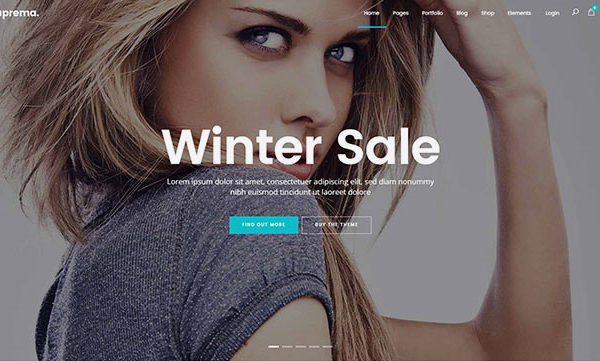 uprema.
Home Pages Portfolio Blog Shop Elements Login
Winter Sale
Lorem ipsum dolor sit amet, consectetuer adipiscing elit, sed diam nonummy
nibh euismod tincidunt ut laoreet dolore
FIND OUT MORE BUY THE THEME